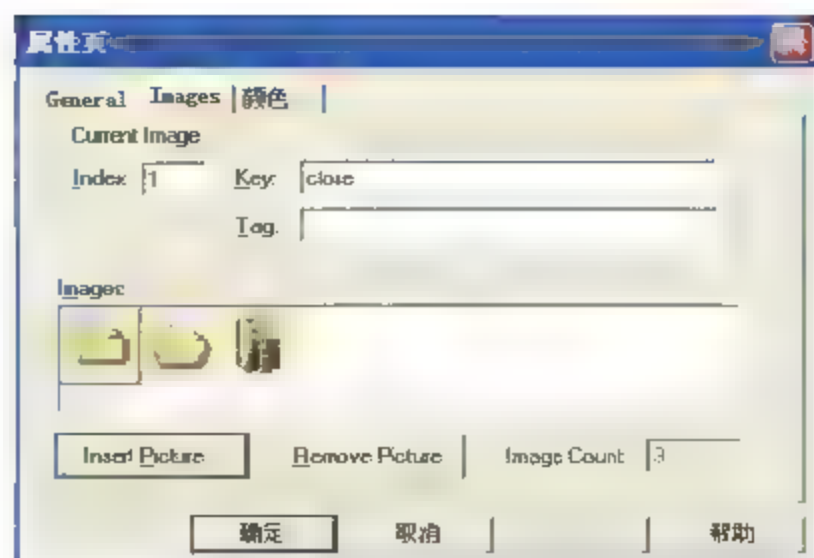 属性页
General Images 颜色
Current Image
Index: 1 Key: close
Tag:
Images
Insert Picture Remove Picture Image Count: 3
确定 取消 帮助